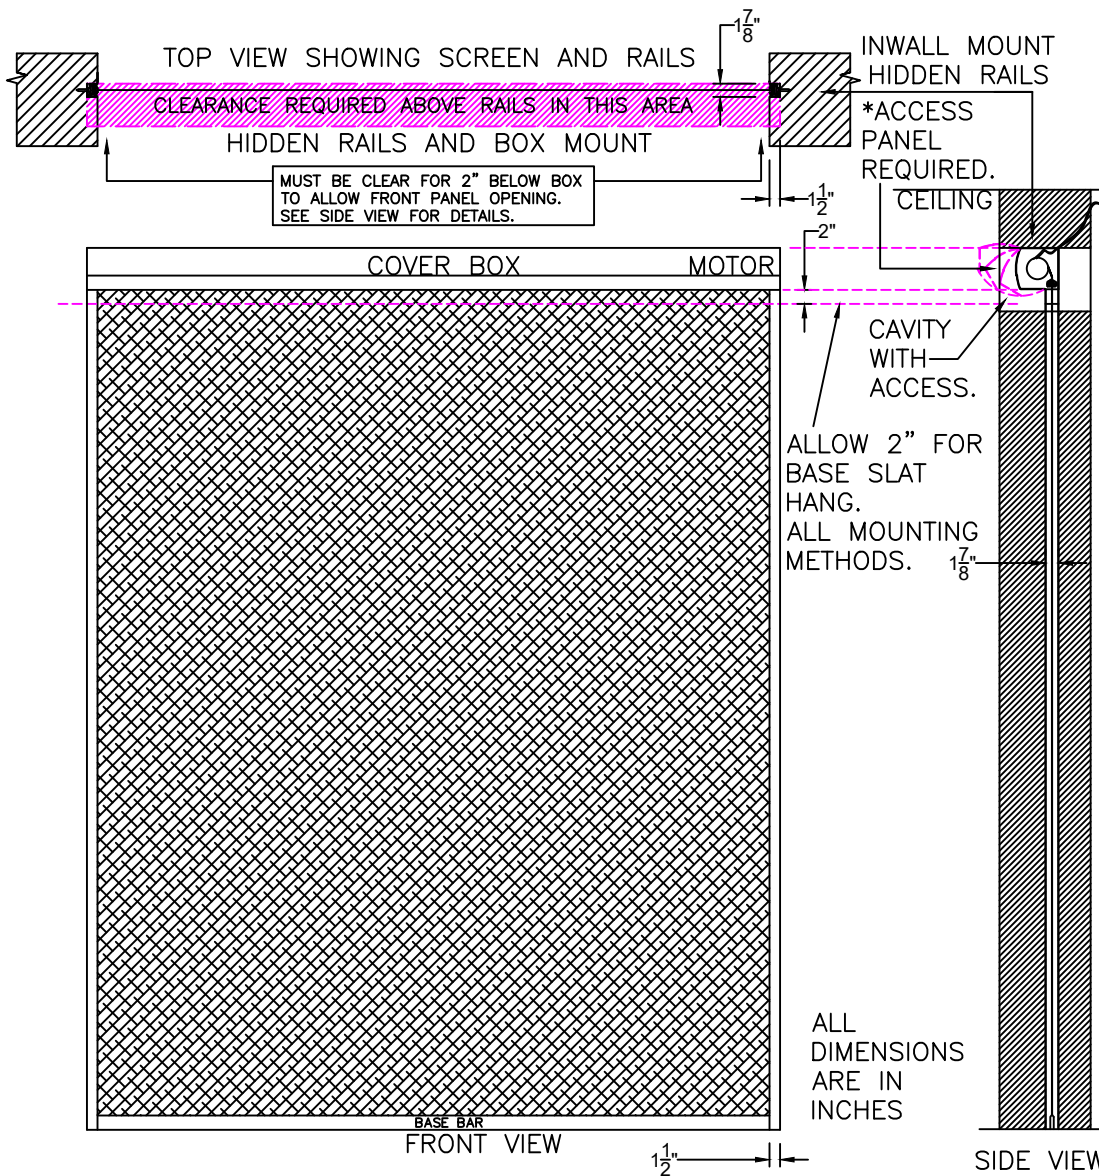 1 7/8"
TOP VIEW SHOWING SCREEN AND RAILS
CLEARANCE REQUIRED ABOVE RAILS IN THIS AREA
HIDDEN RAILS AND BOX MOUNT
MUST BE CLEAR FOR 2” BELOW BOX
TO ALLOW FRONT PANEL OPENING.
SEE SIDE VIEW FOR DETAILS.
INWALL MOUNT
HIDDEN RAILS
*ACCESS
PANEL
REQUIRED.
CEILING
1 1/2"
2"
COVER BOX
MOTOR
CAVITY
WITH
ACCESS.
ALLOW 2” FOR
BASE SLAT
HANG.
ALL MOUNTING
METHODS.
1 7/8"
ALL
DIMENSIONS
ARE IN
INCHES
BASE BAR
FRONT VIEW
1 1/2"
SIDE VIEW